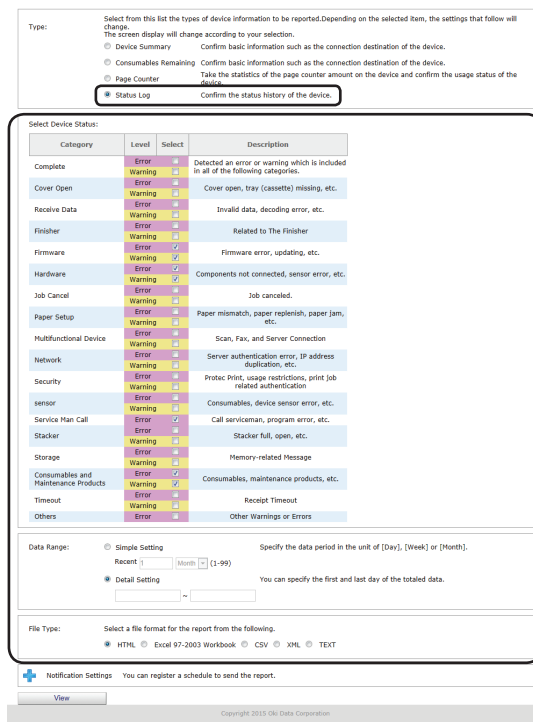 Type:
Select from this list the types of device information to be reported.Depending on the selected item, the settings that follow will
change.
The screen display will change according to your selection.
Device Summary Confirm basic information such as the connection destination of the device.
Consumables Remaining Confirm basic information such as the connection destination of the device.
Page Counter Take the statistics of the page counter amount on the device and confirm the usage status of the
device.
Status Log Confirm the status history of the device.
Select Device Status:
Category Level Select Description
Complete Error Detected an error or warning which is included
Warning in all of the following categories.
Cover Open Error Cover open, tray (cassette) missing, etc.
Warning
Receive Data Error Invalid data, decoding error, etc.
Warning
Finisher Error Related to The Finisher
Warning
Firmware Error Firmware error, updating, etc.
Warning
Hardware Error Components not connected, sensor error, etc.
Warning
Job Cancel Error Job canceled.
Warning
Paper Setup Error Paper mismatch, paper replenish, paper jam,
Warning etc.
Multifunctional Device Error Scan, Fax, and Server Connection
Warning
Network Error Server authentication error, IP address
Warning duplication, etc.
Security Error Protec Print, usage restrictions, print Job
Warning related authentication
sensor Error Consumables, device sensor error, etc.
Warning
Service Man Call Error Call serviceman, program error, etc.
Stacker Error Stacker full, open, etc.
Warning
Storage Error Memory-related Message
Warning
Consumables and Error Consumables, maintenance products, etc.
Maintenance Products Warning
Timeout Error Receipt Timeout
Warning
Others Error Other Warnings or Errors
Data Range: Simple Setting Specify the data period in the unit of [Day], [Week] or [Month].
Recent 1 Month (1-99)
Detail Setting You can specify the first and last day of the totaled data.
~
File Type: Select a file format for the report from the following.
HTML Excel 97-2003 Workbook CSV XML TEXT
Notification Settings You can register a schedule to send the report.
View
Copyright 2015 Oki Data Corporation